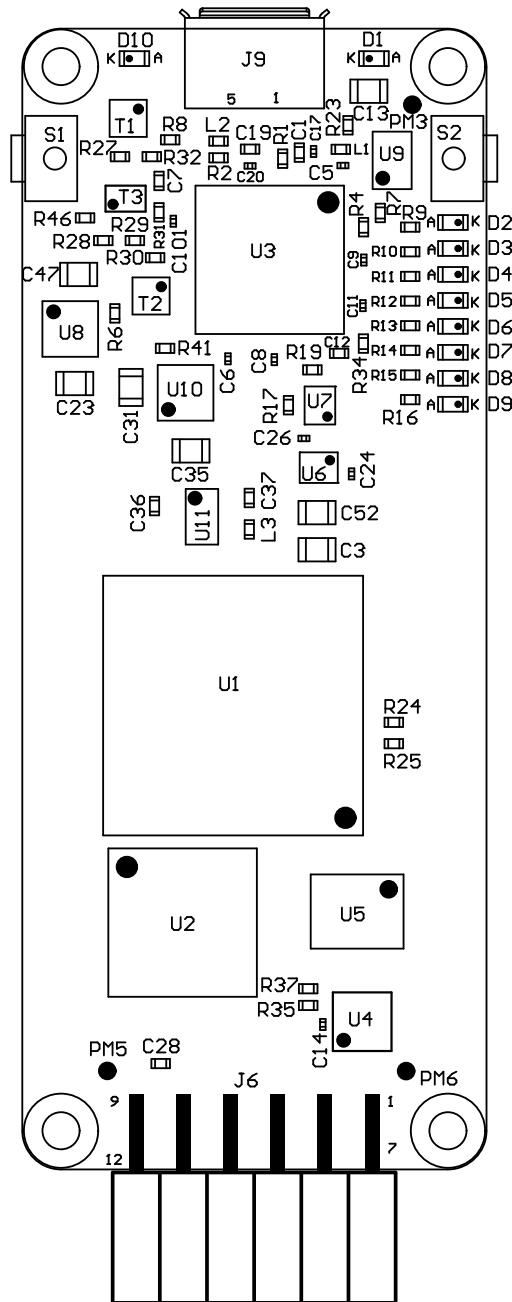 D10
D1
K A
K A
J9
5 1
C13
PM3
S1
T1
R8
L2
C19
R1
C1
C17
R23
L1
U9
S2
R27
R32
R2
C20
C5
T3
C7
R46
R29
R31
C101
R28
R30
U3
R4
R7
R9
A K D2
R10
A K D3
C9
C47
T2
R11
A K D4
R12
A K D5
C11
U8
R6
R13
A K D6
R41
C6
C8
C12
R19
R34
R14
A K D7
R15
A K D8
C23
C31
U10
R17
U7
R16
A K D9
C26
C35
U6
C24
C36
U11
C37
C52
L3
C3
U1
R24
R25
U2
U5
R37
R35
C14
U4
PM5
C28
J6
PM6
9 1
12 7